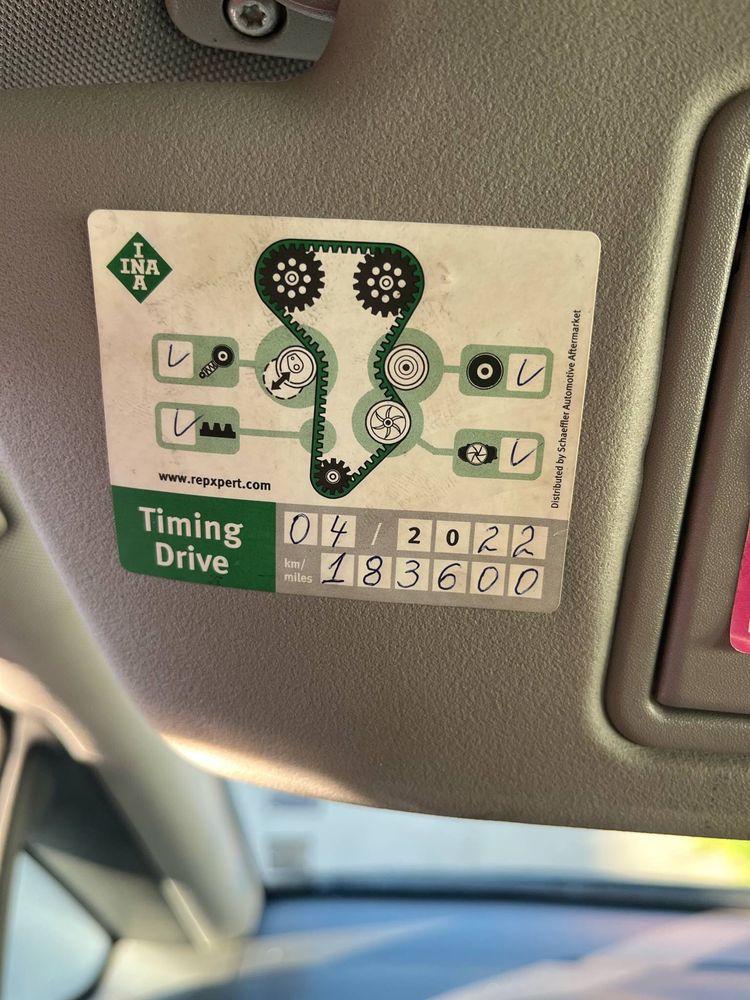 I
INA
A
www.repxpert.com
Distributed by Schaeffler Automotive Aftermarket
Timing
Drive
04 / 2022
km/
miles
183600